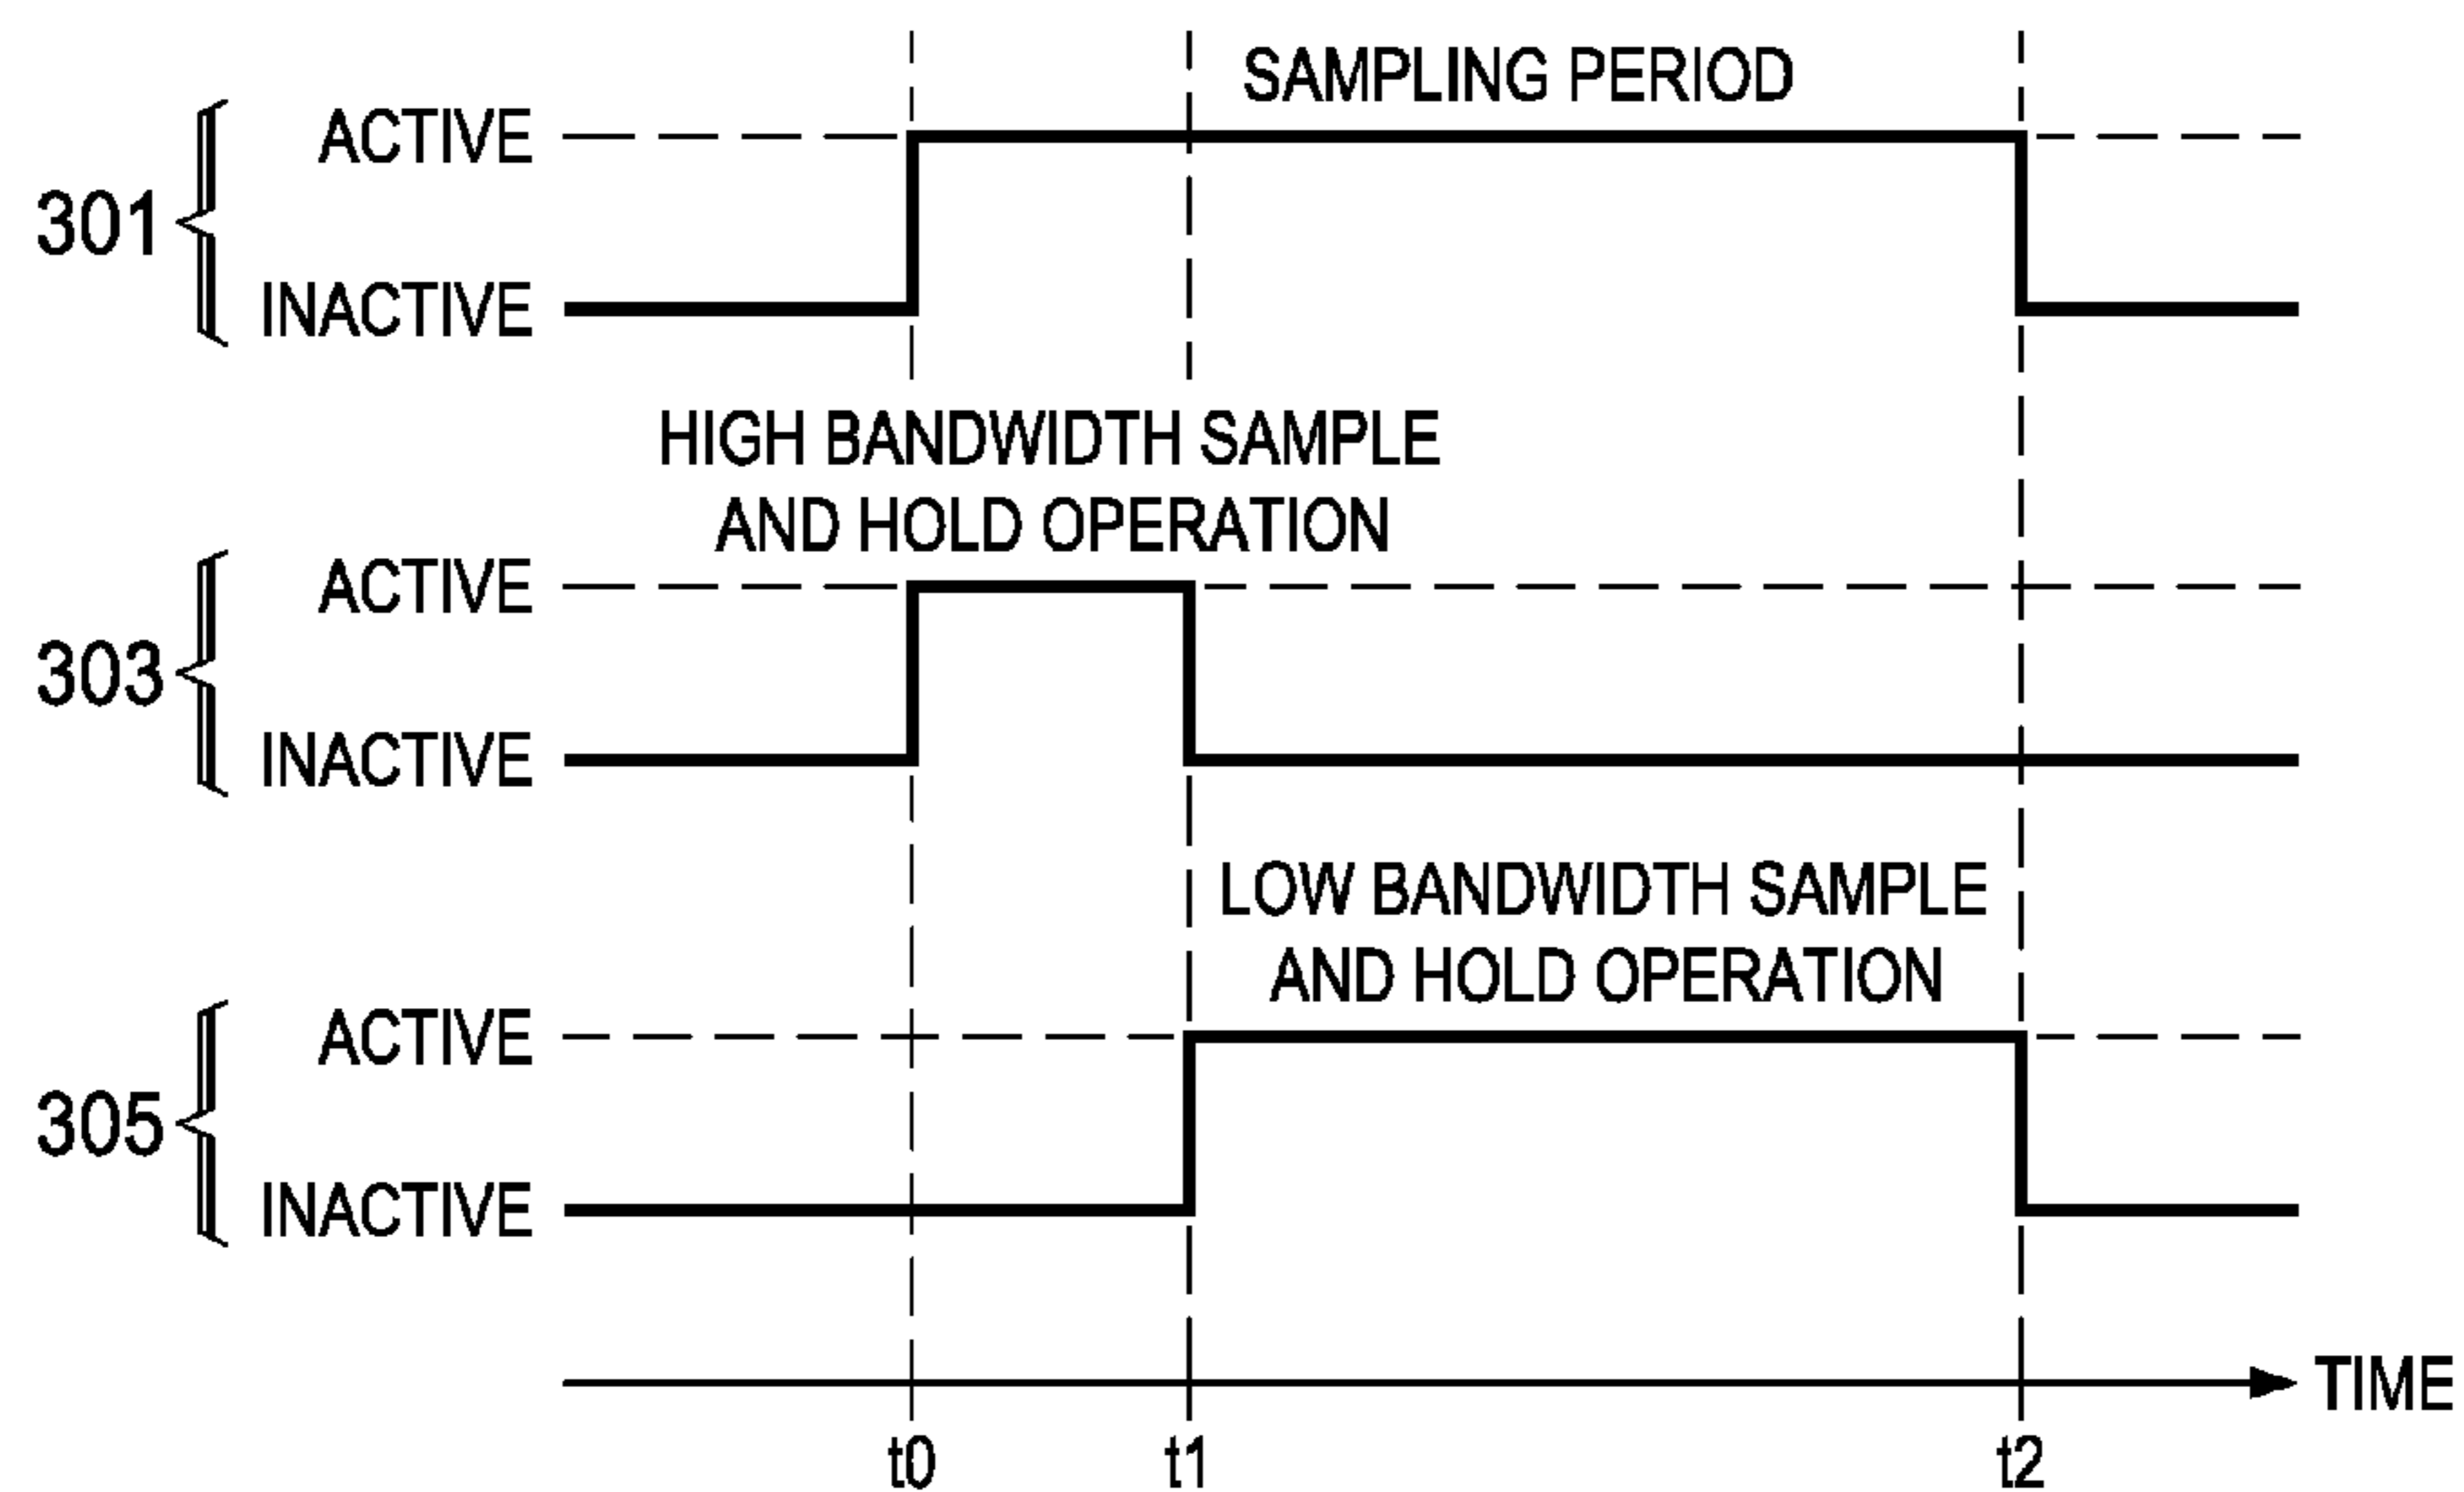 SAMPLING PERIOD
ACTIVE
301
INACTIVE
HIGH BANDWIDTH SAMPLE
AND HOLD OPERATION
ACTIVE
303
INACTIVE
LOW BANDWIDTH SAMPLE
AND HOLD OPERATION
ACTIVE
305
INACTIVE
TIME
t0 t1 t2